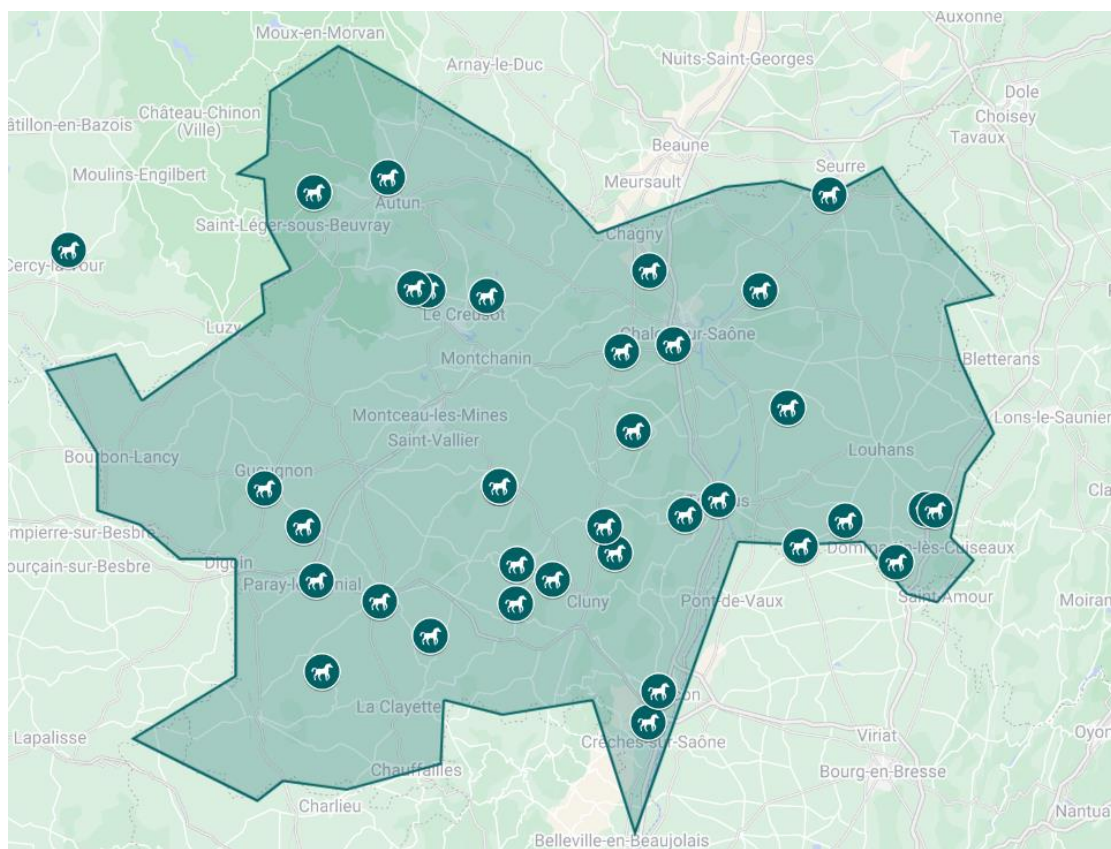 Auxonne
Moux-en-Morvan
Nuits-Saint-Georges
Arnay-le-Duc
Dole
Choisey
Château-Chinon
(Ville)
Tavaux
Beaune
Seurre
Moulins-Engilbert
Meursault
Autun
Saint-Léger-sous-Beuvray
Chagny
Le Creusot
Luzy
Montchanin
Bletterans
Montceau-les-Mines
Lons-le-Saunier
Saint-Vallier
Louhans
Bourbon-Lancy
Gueugnon
Digoin
Cluny
Pont-de-Vaux
Saint-Amour
La Clayette
Lapalisse
Crêches-sur-Saône
Viriat
Chauffailles
Bourg-en-Bresse
Charlieu
Belleville-en-Beaujolais